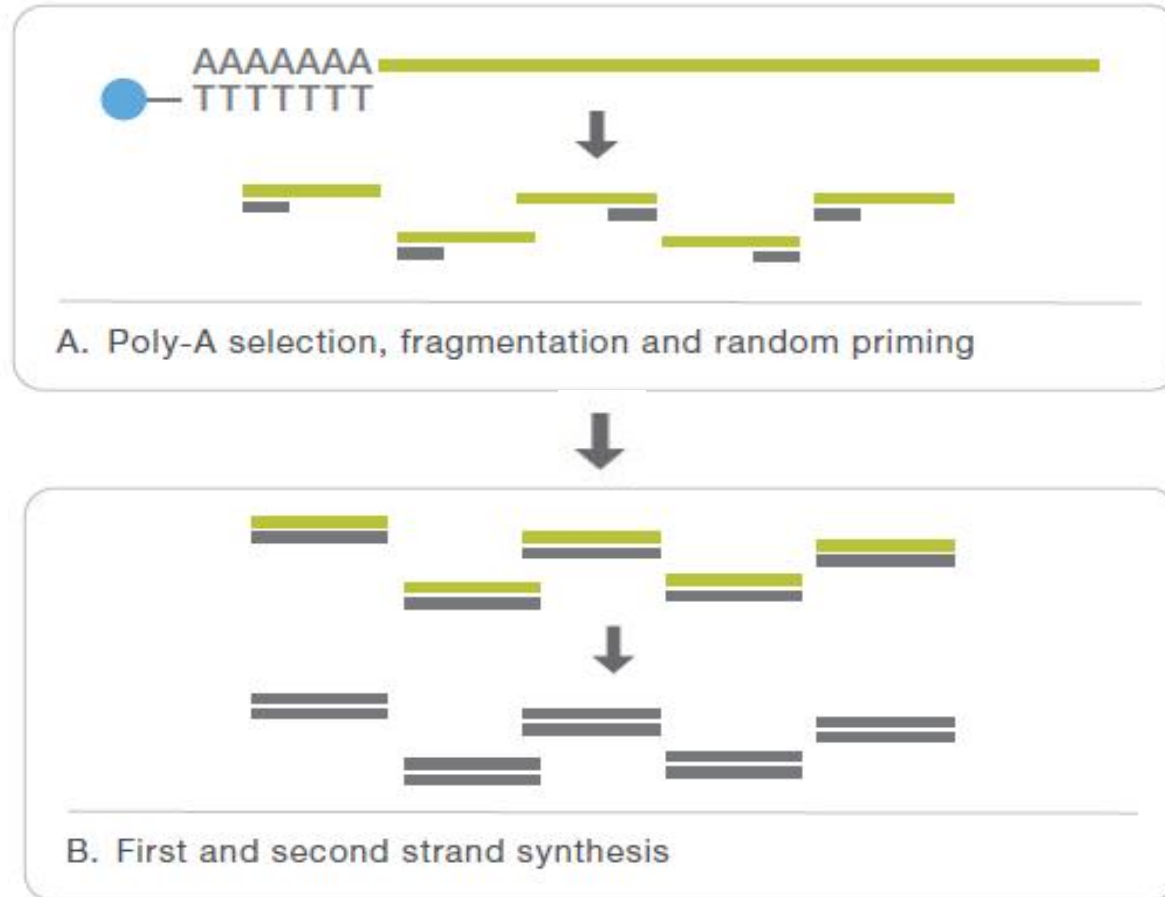 AAAAAAA
TTTTTTT
A. Poly-A selection, fragmentation and random priming
B. First and second strand synthesis